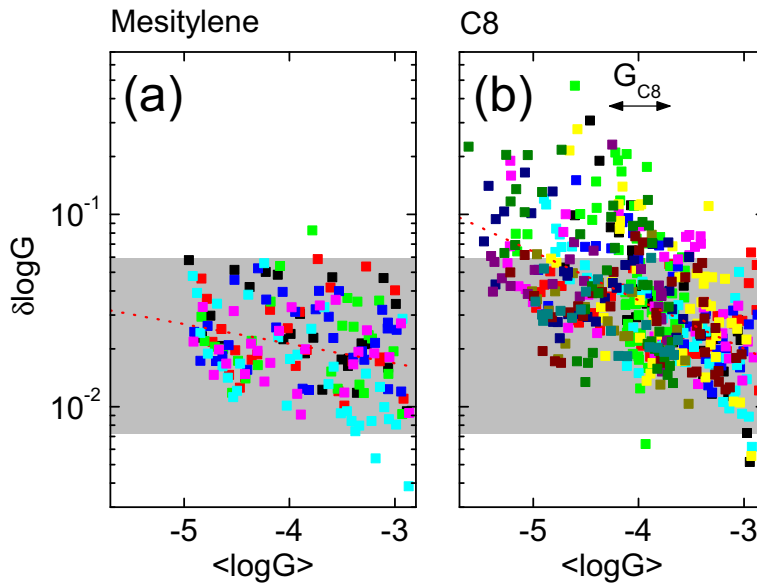 Mesitylene
C8
(a)
(b)
G_C8
10^-1
10^-2
δlogG
-5 -4 -3
-5 -4 -3
<logG>
<logG>